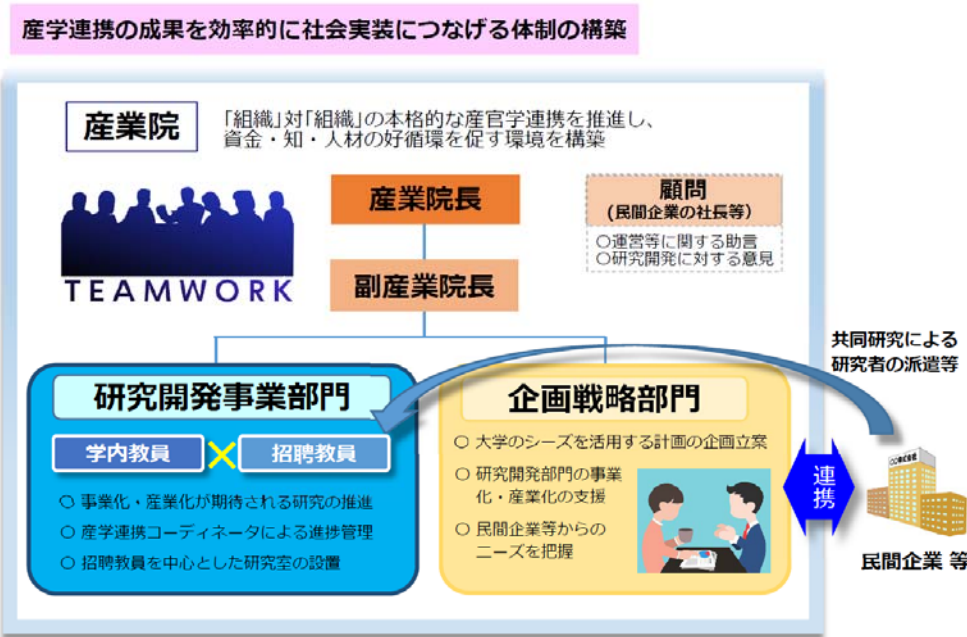 産学連携の成果を効率的に社会実装につなげる体制の構築
産業院
「組織」対「組織」の本格的な産官学連携を推進し、
資金・知・人材の好循環を促す環境を構築
TEAMWORK
産業院長
副産業院長
顧問
(民間企業の社長等)
○運営等に関する助言
○研究開発に対する意見
共同研究による
研究者の派遣等
研究開発事業部門
学内教員
招聘教員
○ 事業化・産業化が期待される研究の推進
○ 産学連携コーディネータによる進捗管理
○ 招聘教員を中心とした研究室の設置
企画戦略部門
○ 大学のシーズを活用する計画の企画立案
○ 研究開発部門の事業
化・産業化の支援
○ 民間企業等からの
ニーズを把握
連携
○○株式会社
民間企業 等